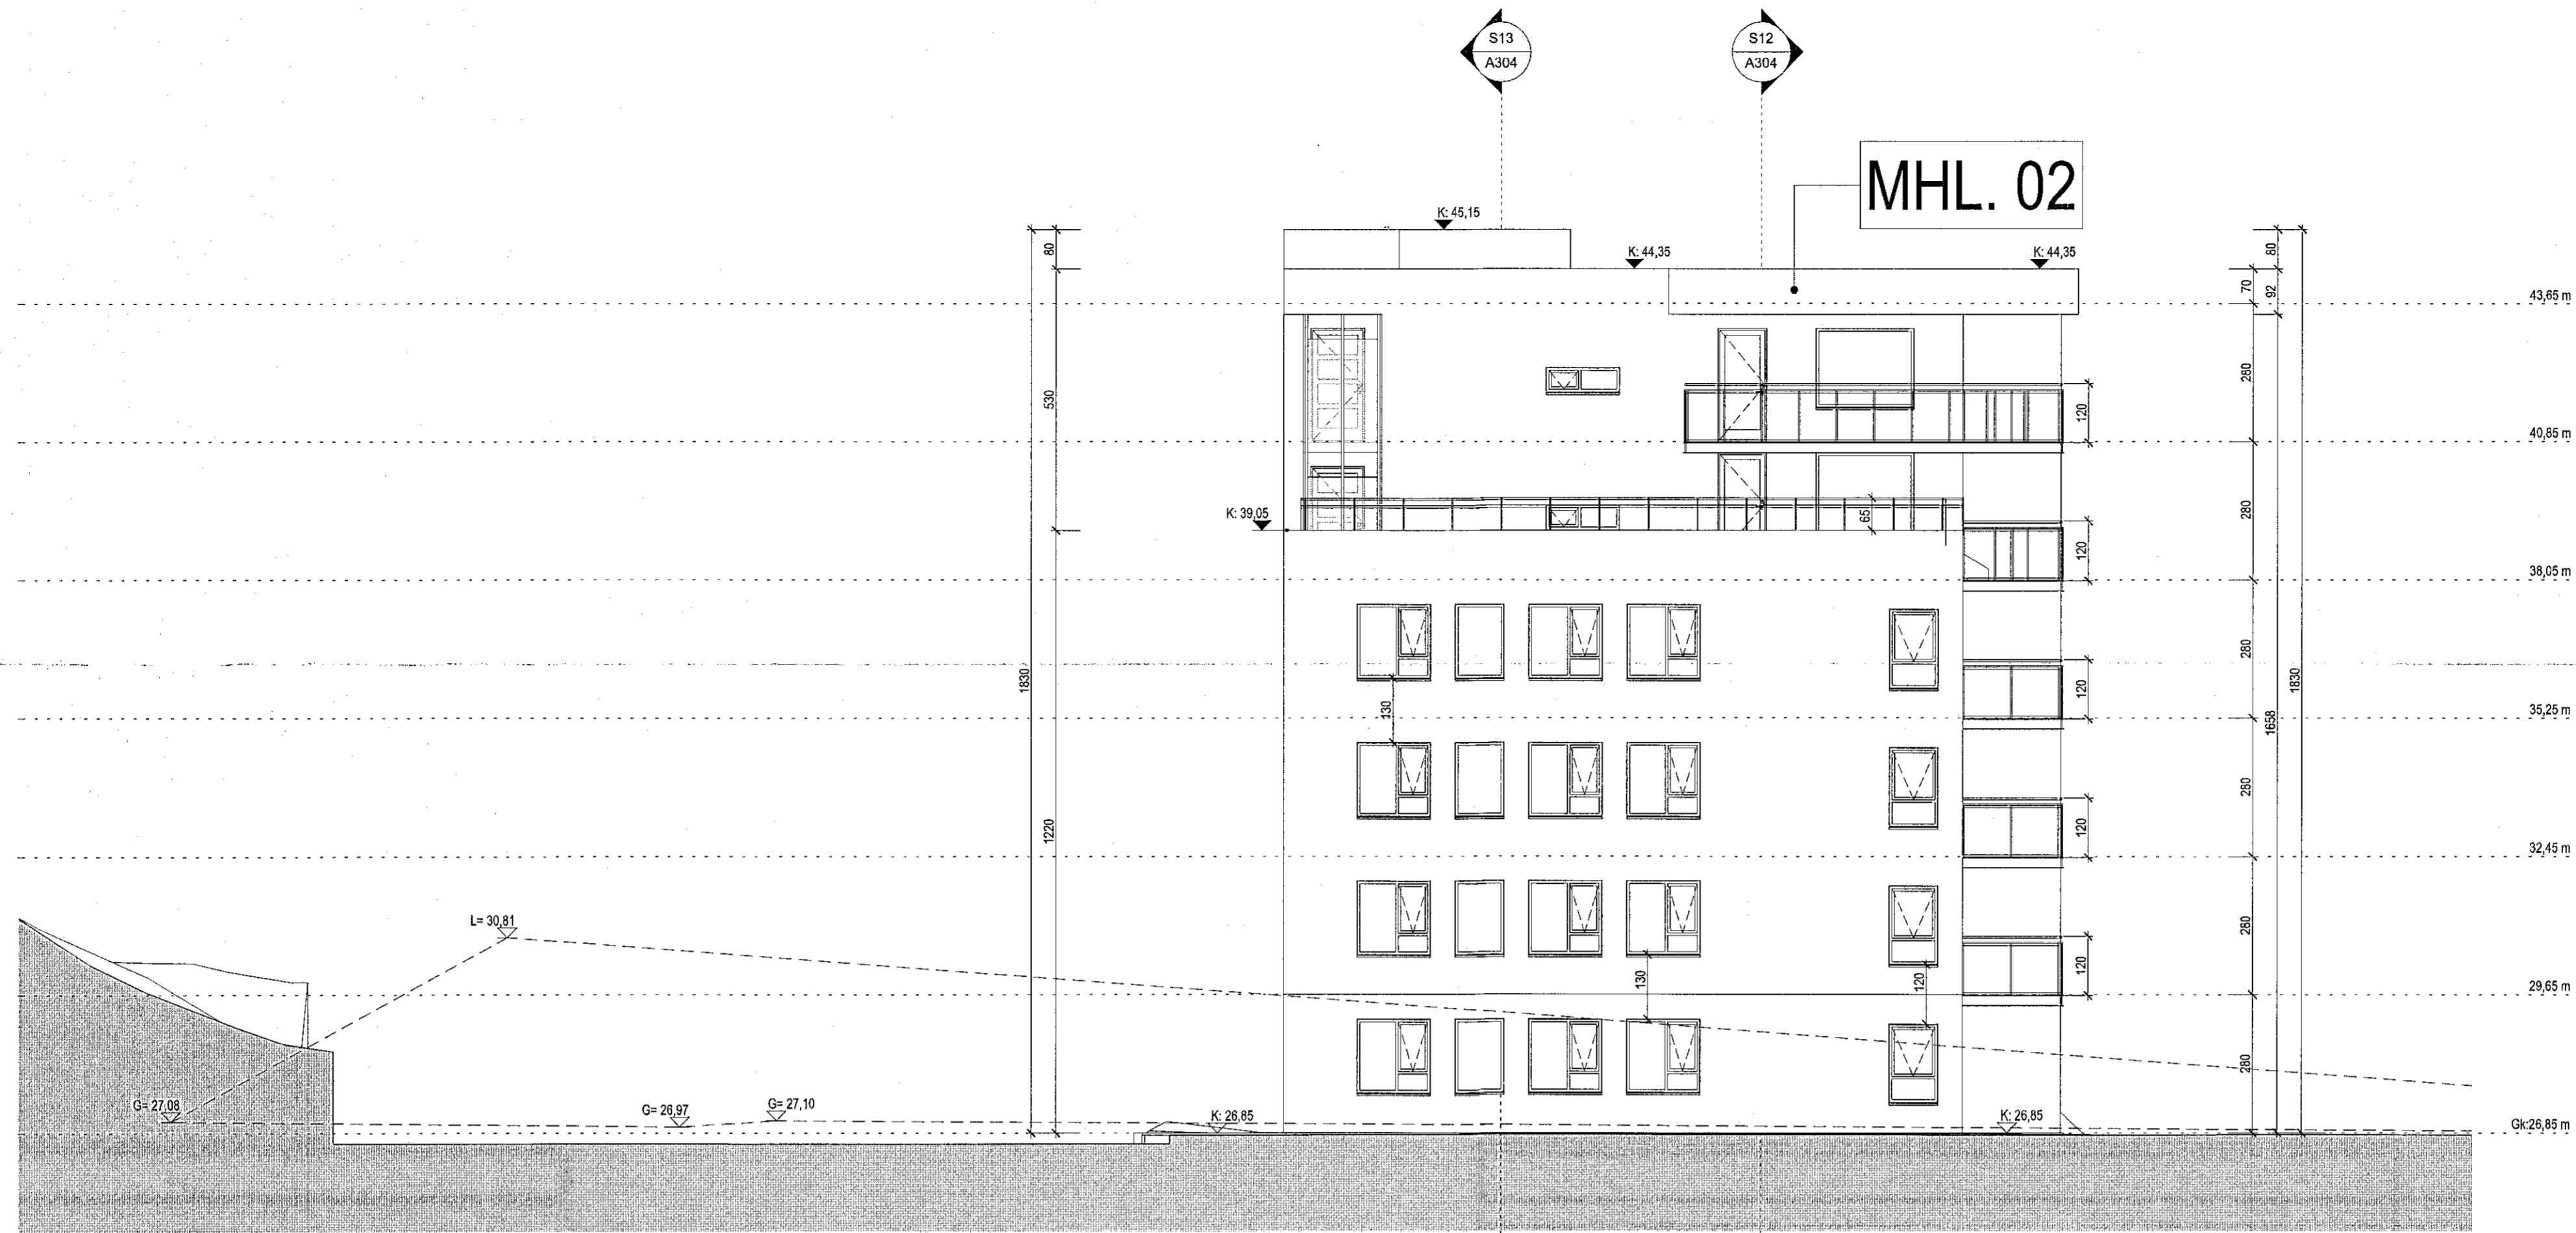 S13
A304
S12
A304
MHL. 02
K: 45,15
K: 44,35
K: 44,35
80
80
70
92
43,65 m
280
530
120
40,85 m
K: 39,05
65
280
120
38,05 m
280
1830
130
120
1830
35,25 m
1658
280
1220
120
32,45 m
L= 30,81
280
130
120
120
29,65 m
280
G= 27,08
G= 26,97
G= 27,10
K: 26,85
K: 26,85
Gk:26,85 m